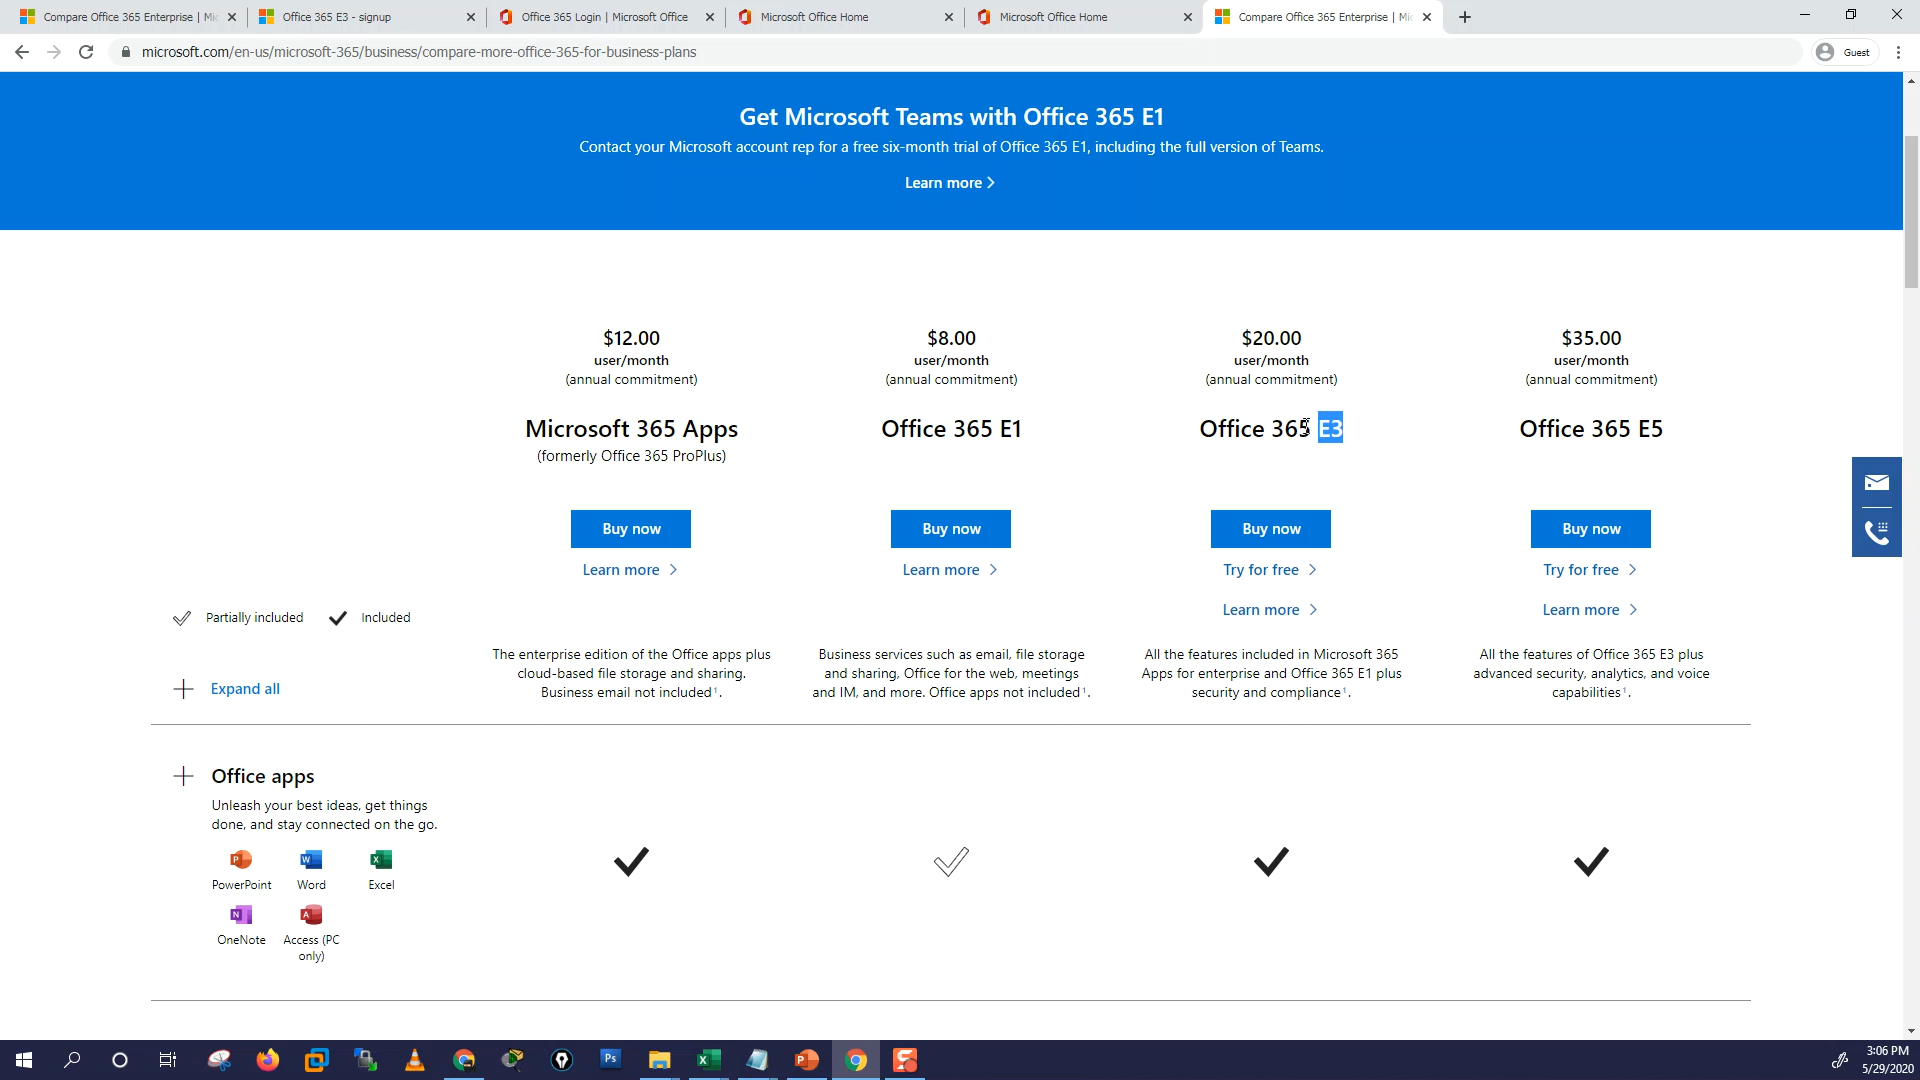 Compare Office 365 Enterprise | Mi
Office 365 E3 - signup
Office 365 Login | Microsoft Office
Microsoft Office Home
Microsoft Office Home
Compare Office 365 Enterprise | Mi
microsoft.com/en-us/microsoft-365/business/compare-more-office-365-for-business-plans
Guest
Get Microsoft Teams with Office 365 E1
Contact your Microsoft account rep for a free six-month trial of Office 365 E1, including the full version of Teams.
Learn more
$12.00
user/month
(annual commitment)
Microsoft 365 Apps
(formerly Office 365 ProPlus)
Buy now
Learn more
$8.00
user/month
(annual commitment)
Office 365 E1
Buy now
Learn more
$20.00
user/month
(annual commitment)
Office 365 E3
Buy now
Try for free
Learn more
$35.00
user/month
(annual commitment)
Office 365 E5
Buy now
Try for free
Learn more
Partially included
Included
Expand all
The enterprise edition of the Office apps plus
cloud-based file storage and sharing.
Business email not included¹.
Business services such as email, file storage
and sharing, Office for the web, meetings
and IM, and more. Office apps not included¹.
All the features included in Microsoft 365
Apps for enterprise and Office 365 E1 plus
security and compliance¹.
All the features of Office 365 E3 plus
advanced security, analytics, and voice
capabilities¹.
Office apps
Unleash your best ideas, get things
done, and stay connected on the go.
PowerPoint
Word
Excel
OneNote
Access (PC
only)
3:06 PM
5/29/2020